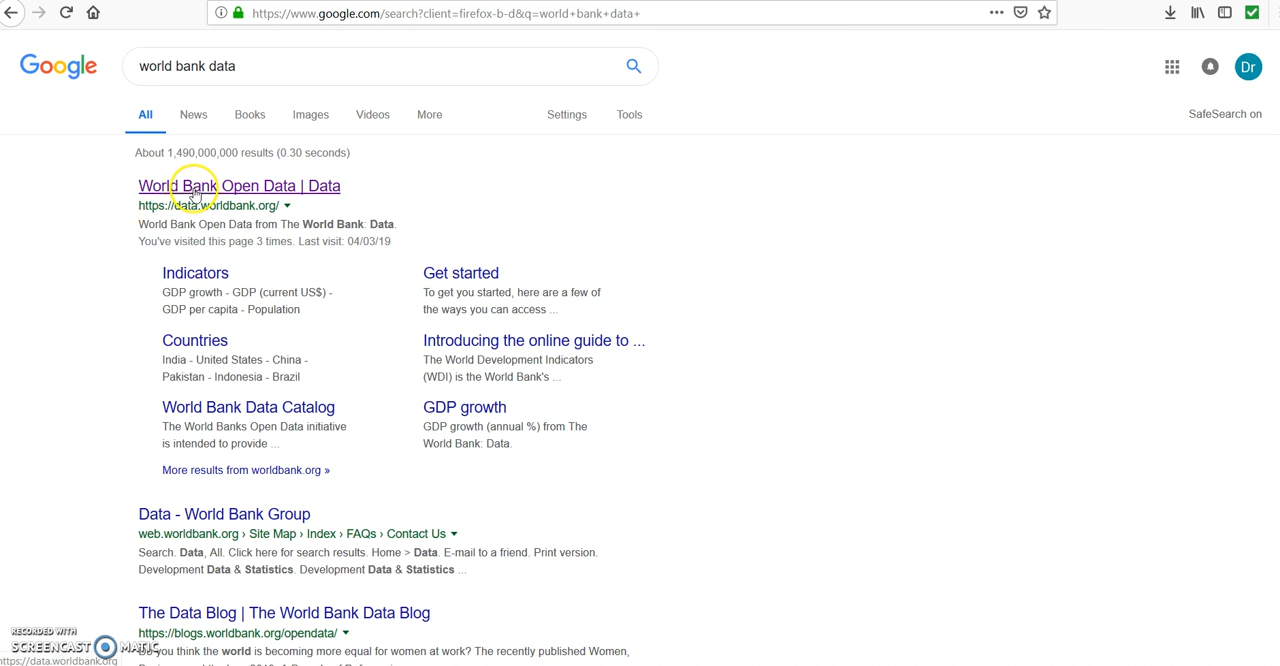 https://www.google.com/search?client=firefox-b-d&q=world+bank+data+
Google
world bank data
Dr
All News Books Images Videos More Settings Tools
SafeSearch on
About 1,490,000,000 results (0.30 seconds)
World Bank Open Data | Data
https://data.worldbank.org/
World Bank Open Data from The World Bank: Data.
You've visited this page 3 times. Last visit: 04/03/19
Indicators
GDP growth - GDP (current US$) -
GDP per capita - Population
Get started
To get you started, here are a few of
the ways you can access ...
Countries
India - United States - China -
Pakistan - Indonesia - Brazil
Introducing the online guide to ...
The World Development Indicators
(WDI) is the World Bank's ...
World Bank Data Catalog
The World Banks Open Data initiative
is intended to provide ...
GDP growth
GDP growth (annual %) from The
World Bank: Data.
More results from worldbank.org »
Data - World Bank Group
web.worldbank.org › Site Map › Index › FAQs › Contact Us
Search. Data, All. Click here for search results. Home > Data. E-mail to a friend. Print version.
Development Data & Statistics. Development Data & Statistics ...
The Data Blog | The World Bank Data Blog
https://blogs.worldbank.org/opendata/
Do you think the world is becoming more equal for women at work? The recently published Women,
RECORDED WITH
SCREENCAST MATIC
https://data.worldbank.org